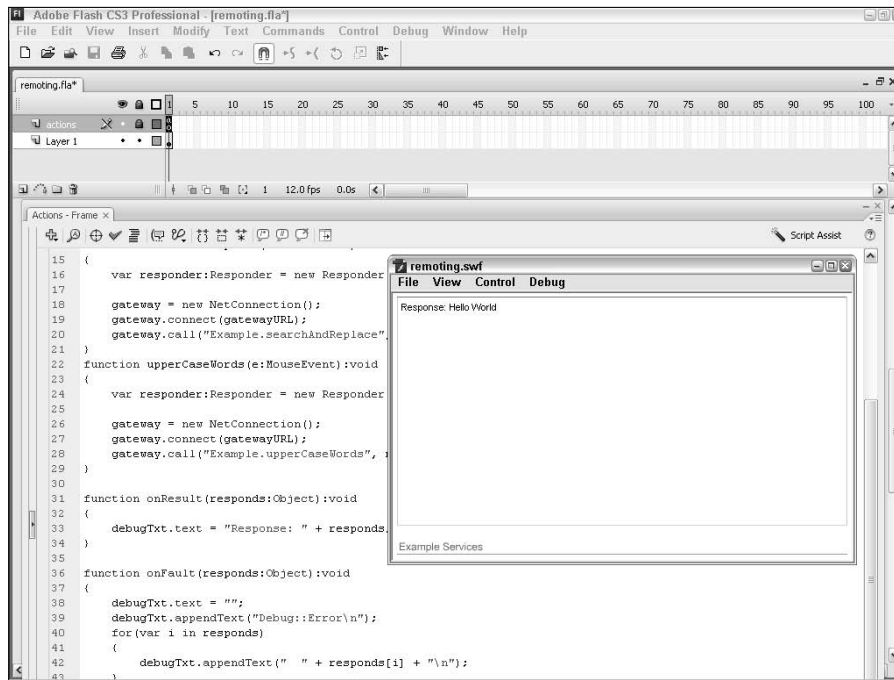 Adobe Flash CS3 Professional - [remoting.fla*]
File Edit View Insert Modify Text Commands Control Debug Window Help
remoting.fla*
1 5 10 15 20 25 30 35 40 45 50 55 60 65 70 75 80 85 90 95 100
actions
Layer 1
1 12.0 fps 0.0s
Actions - Frame
Script Assist
15 {
16 var responder:Responder = new Responder
17
18 gateway = new NetConnection();
19 gateway.connect(gatewayURL);
20 gateway.call("Example.searchAndReplace",
21 }
22 function upperCaseWords(e:MouseEvent):void
23 {
24 var responder:Responder = new Responder
25
26 gateway = new NetConnection();
27 gateway.connect(gatewayURL);
28 gateway.call("Example.upperCaseWords",
29 }
30
31 function onResult(responds:Object):void
32 {
33 debugTxt.text = "Response: " + responds
34 }
35
36 function onFault(responds:Object):void
37 {
38 debugTxt.text = "";
39 debugTxt.appendText("Debug::Error\n");
40 for(var i in responds)
41 {
42 debugTxt.appendText("  " + responds[i] + "\n");
43 }
remoting.swf
File View Control Debug
Response: Hello World
Example Services